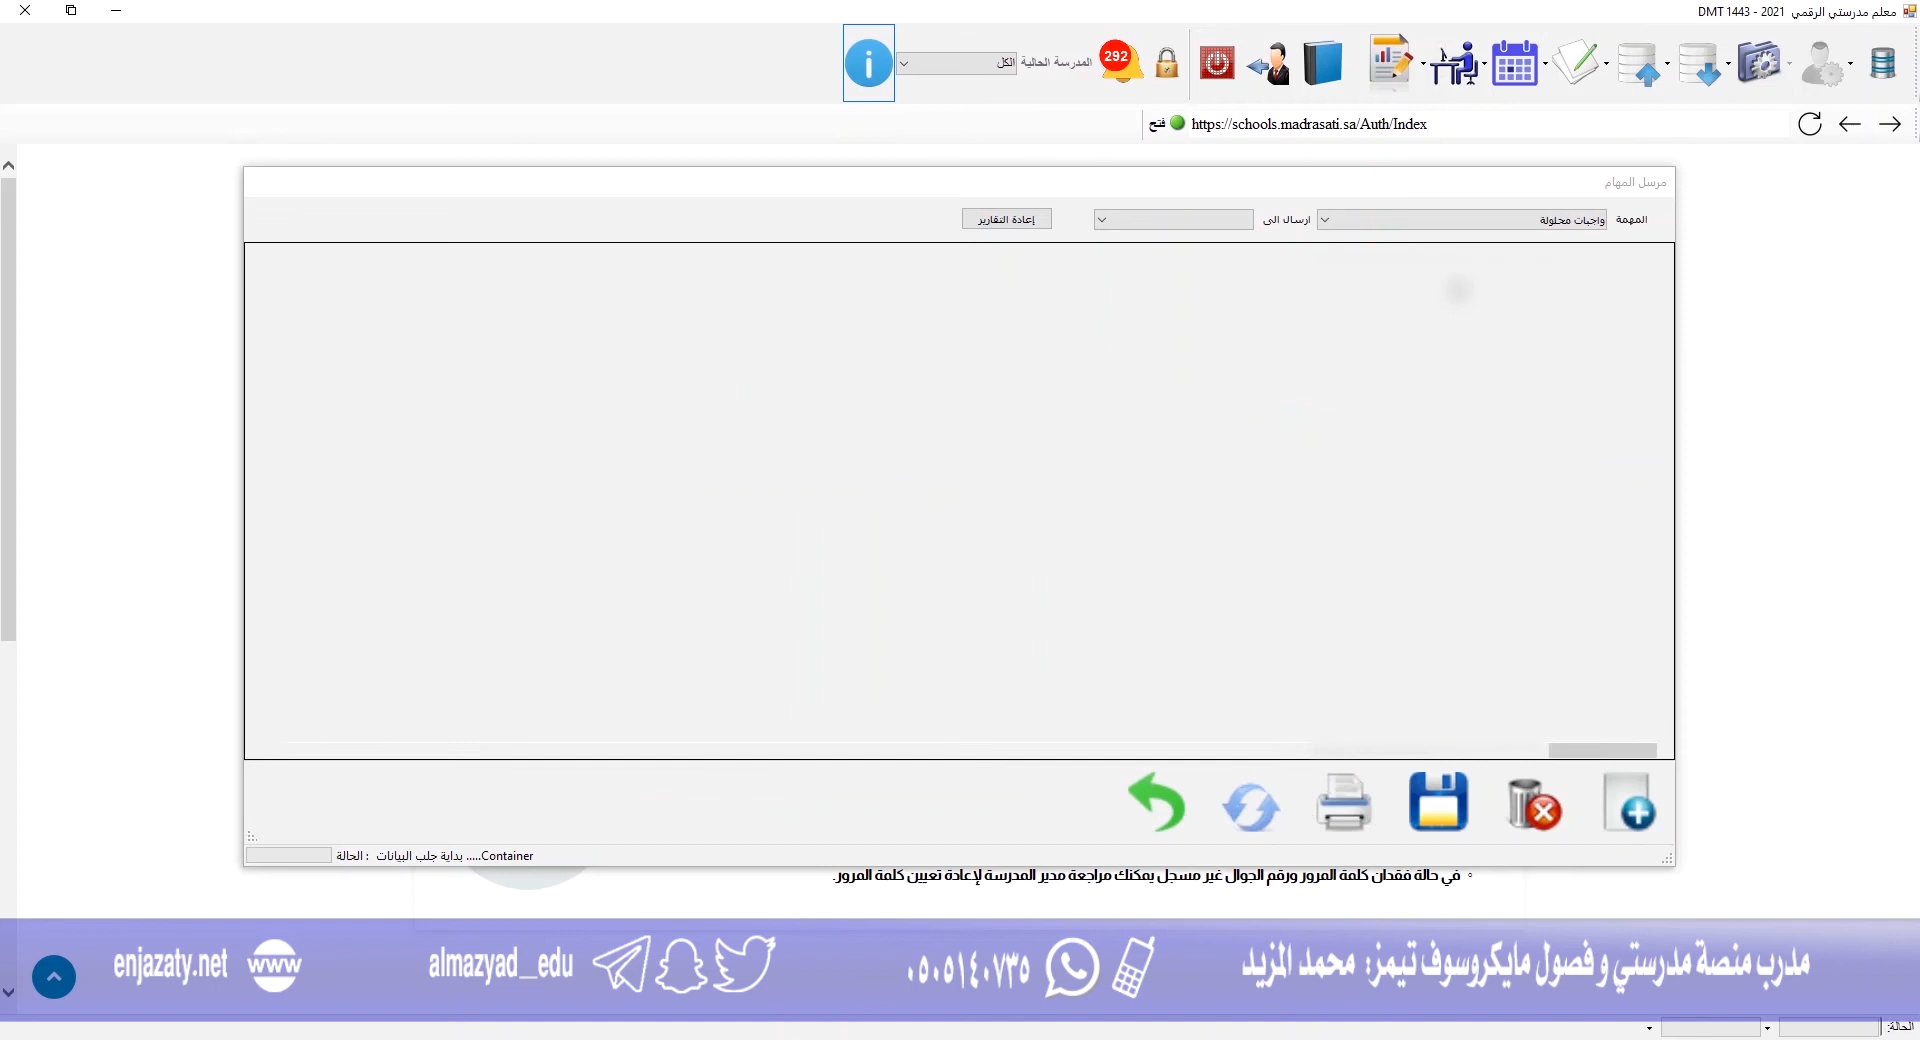 معلم مدرستي الرقمي DMT 1443 - 2021
292
المدرسة الحالية
الكل
i
https://schools.madrasati.sa/Auth/Index
فتح
مرسل المهام
المهمة
واجبات محلولة
ارسال الى
إعادة التقارير
الحالة : بداية جلب البيانات .....Container
في حالة فقدان كلمة المرور ورقم الجوال غير مسجل يمكنك مراجعة مدير المدرسة لإعادة تعيين كلمة المرور.
مدرب منصة مدرستي و فصول مايكروسوف تيمز: محمد المزيد
٠٥٠٥١٤٠٧٣٥
almazyad_edu
www
enjazaty.net
الحالة: